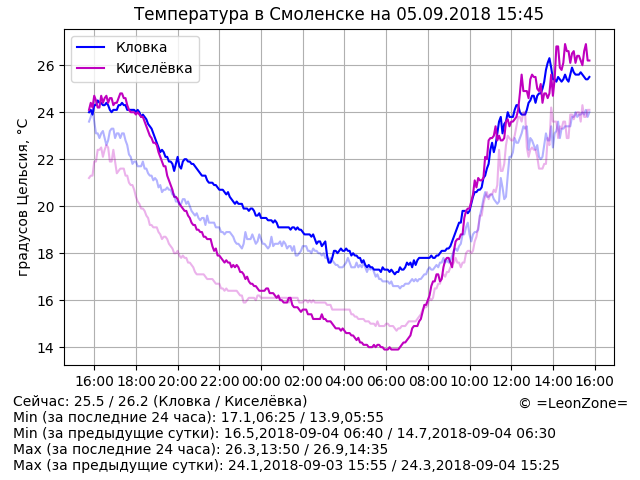 Температура в Смоленске на 05.09.2018 15:45
Кловка
Киселёвка
градусов Цельсия, °C
26
24
22
20
18
16
14
16:00 18:00 20:00 22:00 00:00 02:00 04:00 06:00 08:00 10:00 12:00 14:00 16:00
Сейчас: 25.5 / 26.2 (Кловка / Киселёвка)
© =LeonZone=
Min (за последние 24 часа): 17.1,06:25 / 13.9,05:55
Min (за предыдущие сутки): 16.5,2018-09-04 06:40 / 14.7,2018-09-04 06:30
Max (за последние 24 часа): 26.3,13:50 / 26.9,14:35
Max (за предыдущие сутки): 24.1,2018-09-03 15:55 / 24.3,2018-09-04 15:25